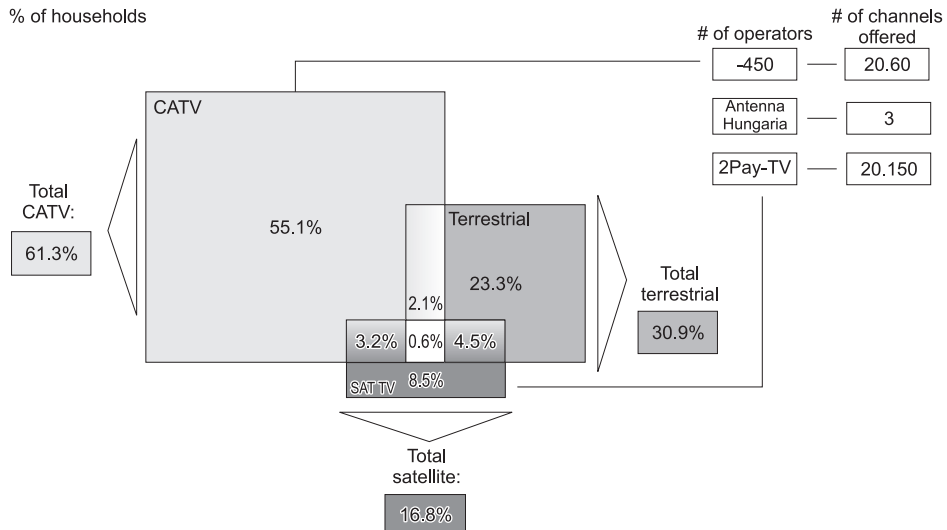 % of households
# of operators
# of channels
offered
-450
20.60
Antenna
Hungaria
3
2Pay-TV
20.150
CATV
Total
CATV:
61.3%
55.1%
Terrestrial
23.3%
2.1%
3.2%
0.6%
4.5%
SAT TV
8.5%
Total
terrestrial
30.9%
Total
satellite:
16.8%